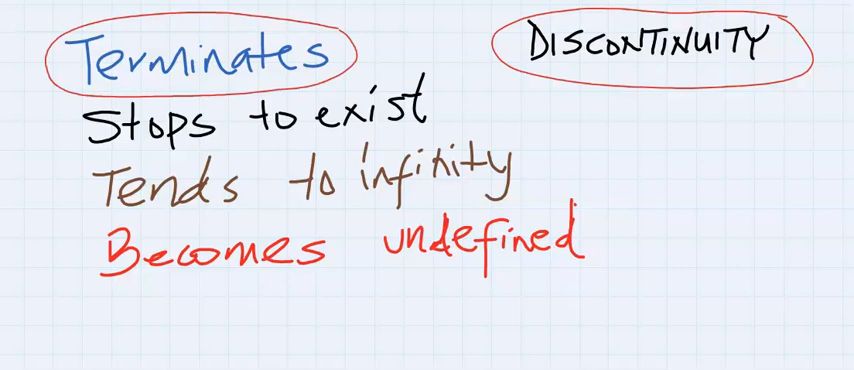 Terminates
DISCONTINUITY
Stops to exist
Tends to infinity
Becomes undefined